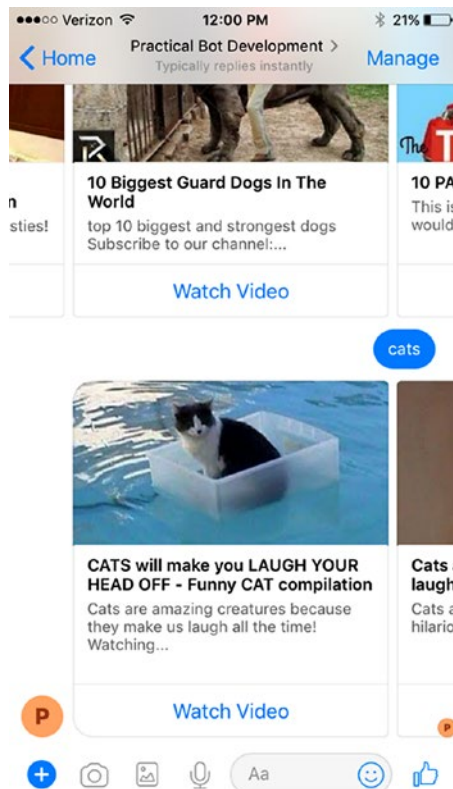 Verizon 12:00 PM 21%
Home Practical Bot Development > Manage
Typically replies instantly
R The T
n 10 Biggest Guard Dogs In The 10 PA
World
sties! top 10 biggest and strongest dogs This is
Subscribe to our channel:... would
Watch Video
cats
CATS will make you LAUGH YOUR Cats
HEAD OFF - Funny CAT compilation laugh
Cats are amazing creatures because Cats a
they make us laugh all the time! hilario
Watching...
P Watch Video P
Aa